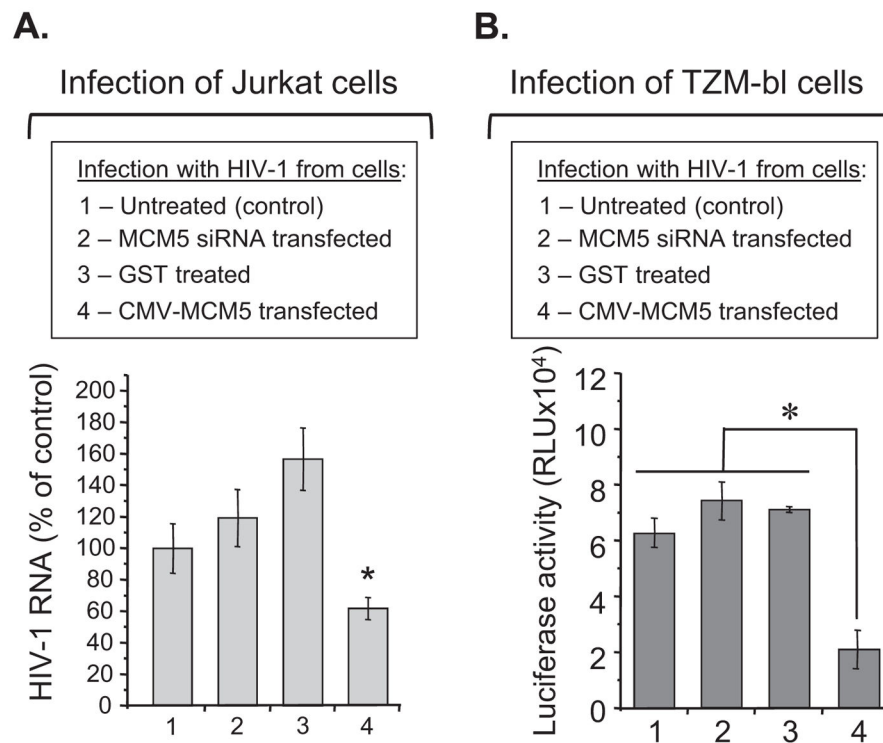 A.
Infection of Jurkat cells
Infection with HIV-1 from cells:
1 – Untreated (control)
2 – MCM5 siRNA transfected
3 – GST treated
4 – CMV-MCM5 transfected
HIV-1 RNA (% of control)
200
180
160
140
120
100
80
60
40
20
0
*
1 2 3 4
B.
Infection of TZM-bl cells
Infection with HIV-1 from cells:
1 – Untreated (control)
2 – MCM5 siRNA transfected
3 – GST treated
4 – CMV-MCM5 transfected
Luciferase activity (RLUx10⁴)
12
10
8
6
4
2
0
*
1 2 3 4